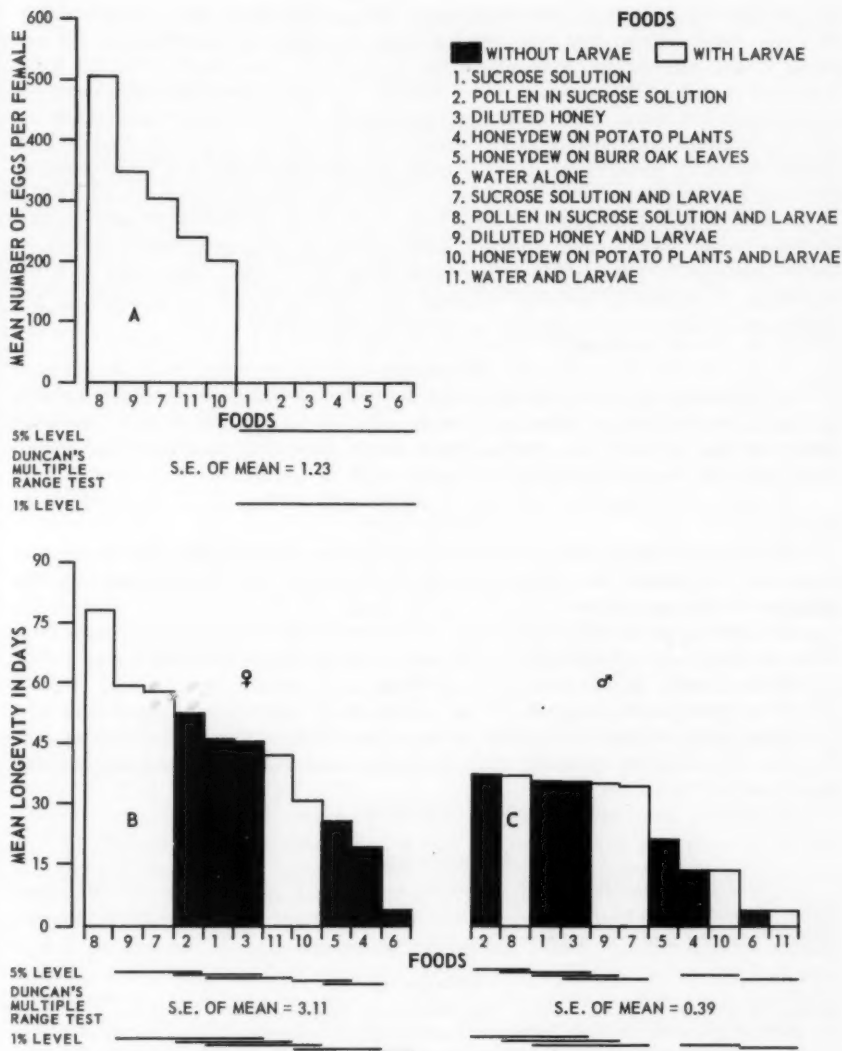 FOODS
WITHOUT LARVAE WITH LARVAE
1. SUCROSE SOLUTION
2. POLLEN IN SUCROSE SOLUTION
3. DILUTED HONEY
4. HONEYDEW ON POTATO PLANTS
5. HONEYDEW ON BURR OAK LEAVES
6. WATER ALONE
7. SUCROSE SOLUTION AND LARVAE
8. POLLEN IN SUCROSE SOLUTION AND LARVAE
9. DILUTED HONEY AND LARVAE
10. HONEYDEW ON POTATO PLANTS AND LARVAE
11. WATER AND LARVAE
MEAN NUMBER OF EGGS PER FEMALE
600
500
400
300
200
100
0
A
8 9 7 11 10 1 2 3 4 5 6
FOODS
5% LEVEL
DUNCAN'S
MULTIPLE
RANGE TEST
S.E. OF MEAN = 1.23
1% LEVEL
MEAN LONGEVITY IN DAYS
90
75
60
45
30
15
0
♀
B
8 9 7 2 1 3 11 10 5 4 6
♂
C
2 8 1 3 9 7 5 4 10 6 11
FOODS
5% LEVEL
DUNCAN'S
MULTIPLE
RANGE TEST
S.E. OF MEAN = 3.11
S.E. OF MEAN = 0.39
1% LEVEL